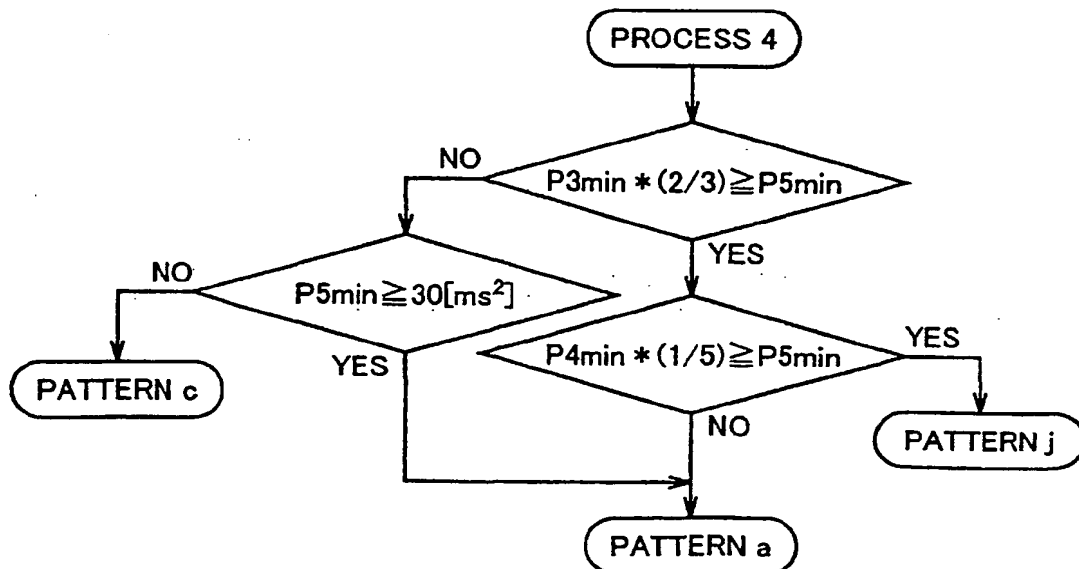 PROCESS 4
NO
P3min*(2/3)≧P5min
YES
NO
P5min≧30[ms²]
YES
P4min*(1/5)≧P5min
YES
PATTERN c
NO
PATTERN j
PATTERN a